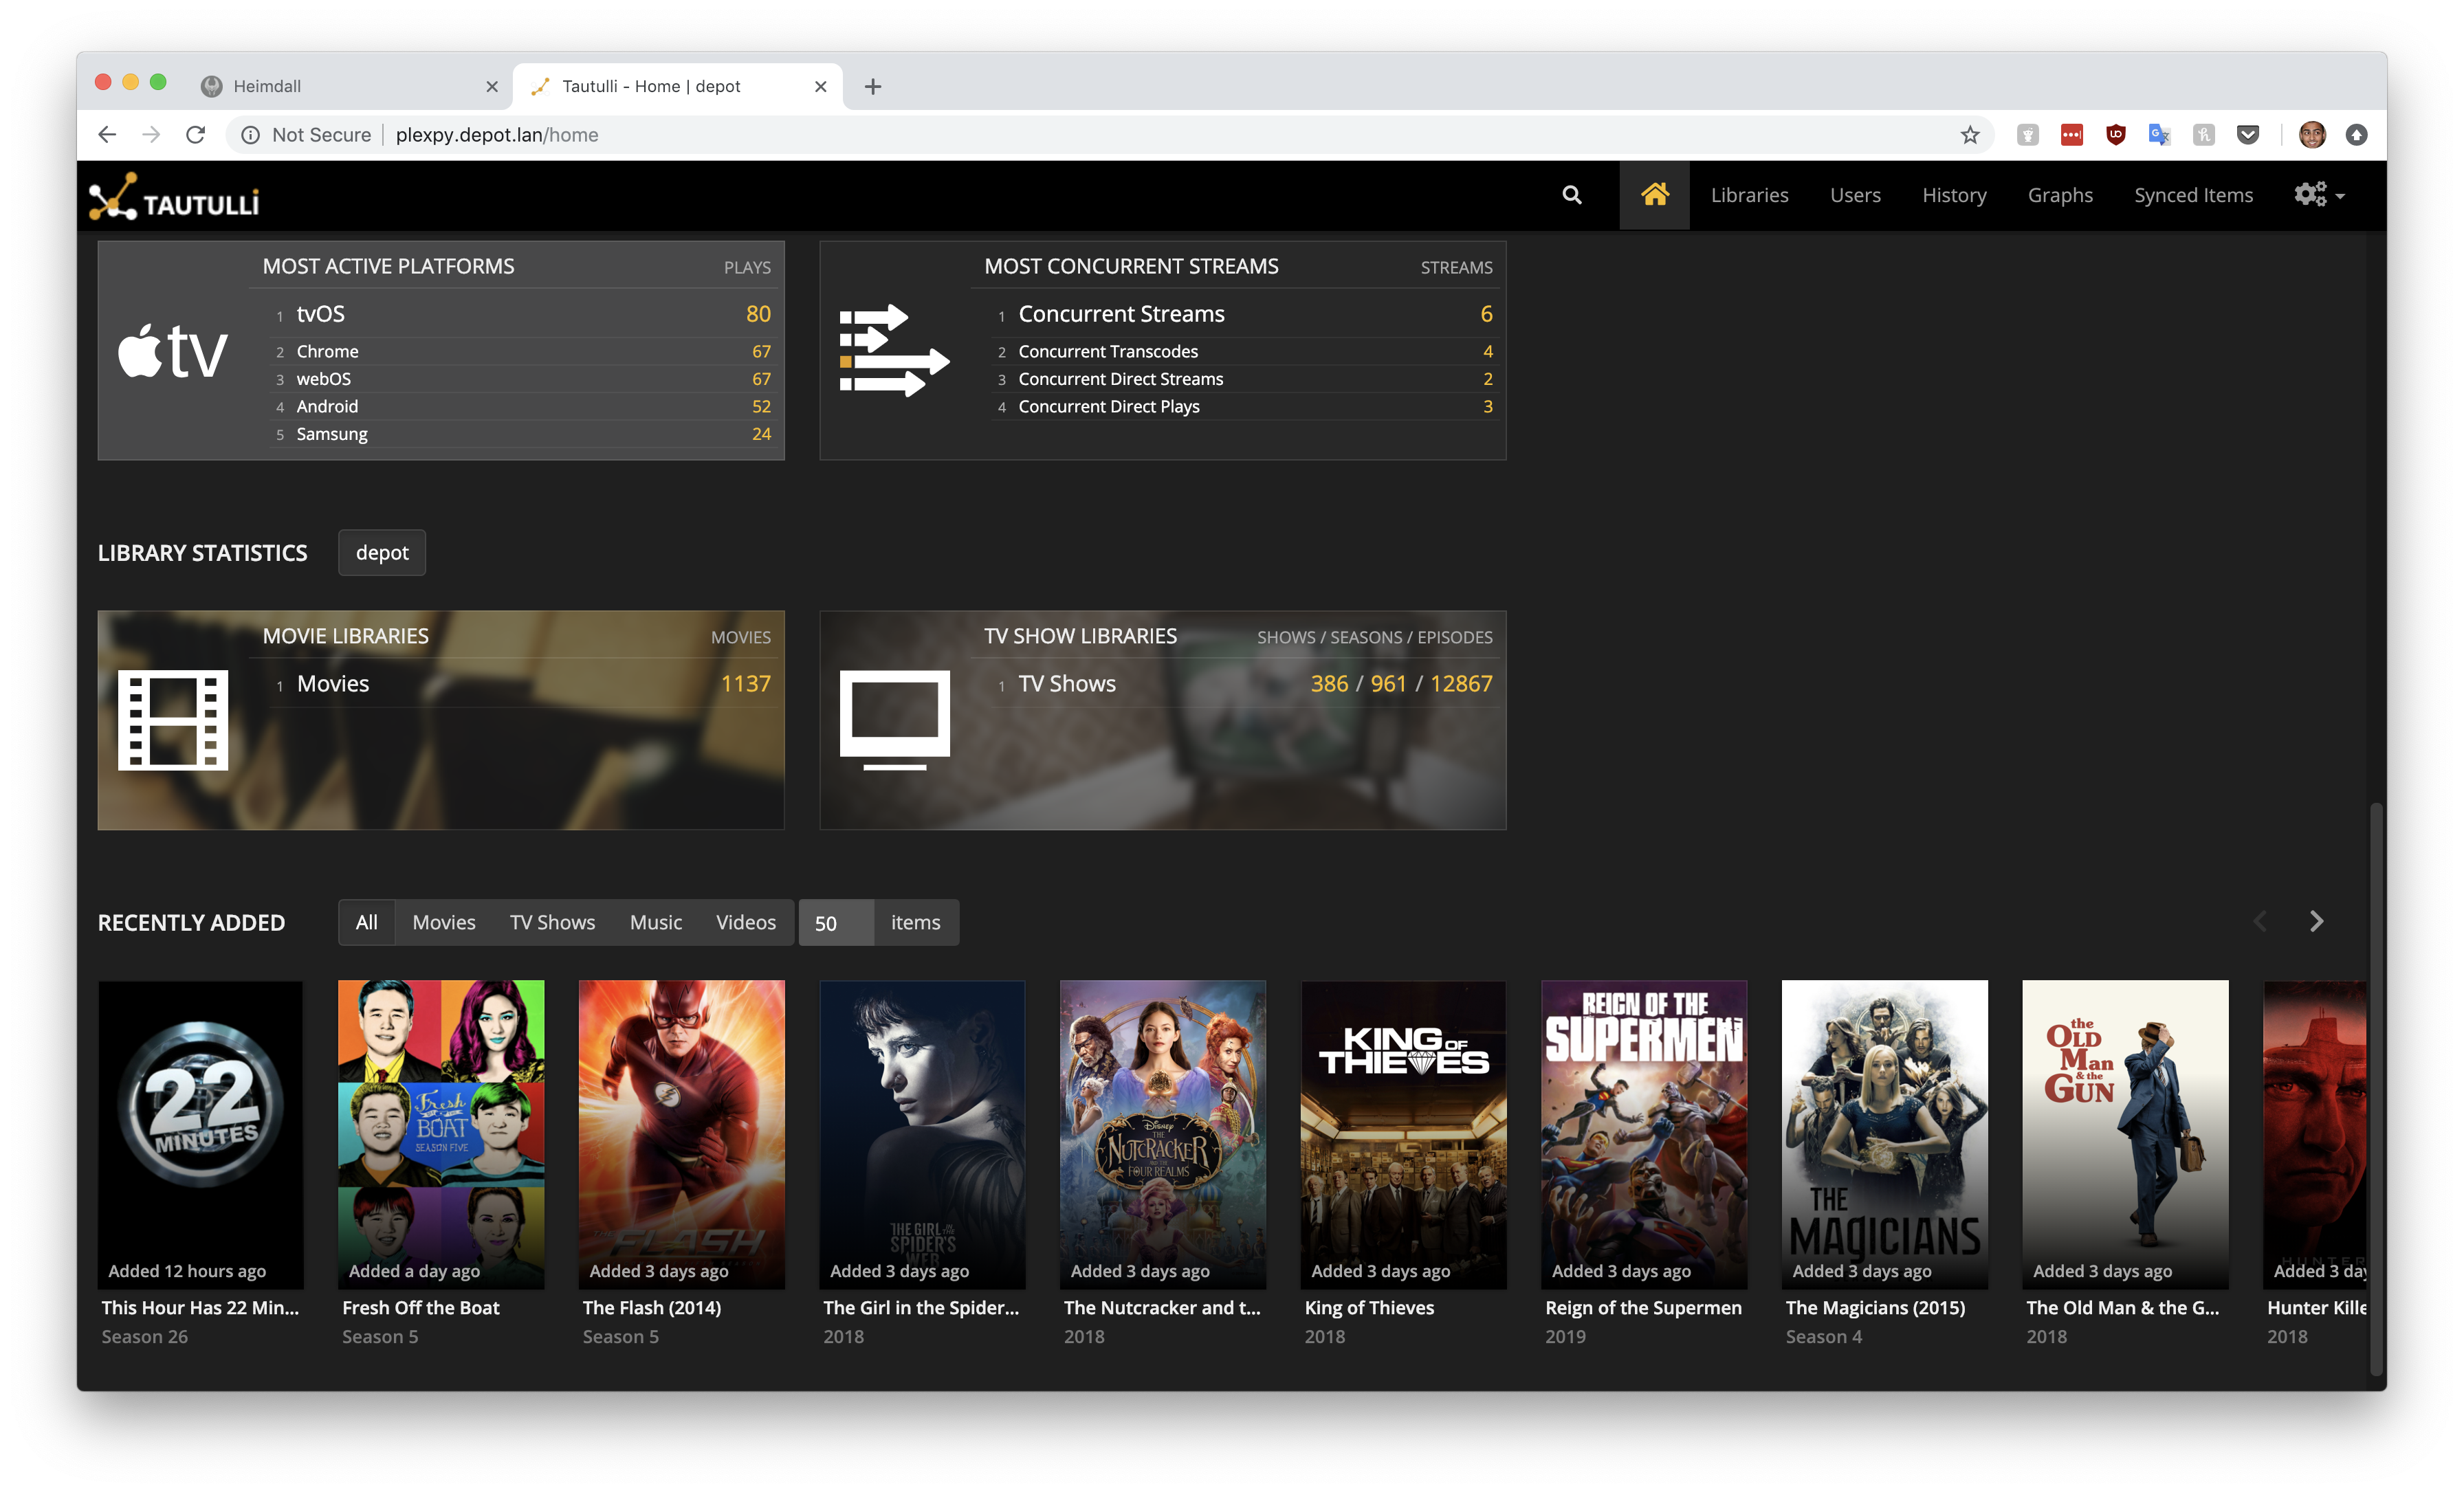 Heimdall
Tautulli - Home | depot
Not Secure | plexpy.depot.lan/home
TAUTULLi
Libraries Users History Graphs Synced Items
MOST ACTIVE PLATFORMS PLAYS
tv
1 tvOS 80
2 Chrome 67
3 webOS 67
4 Android 52
5 Samsung 24
MOST CONCURRENT STREAMS STREAMS
1 Concurrent Streams 6
2 Concurrent Transcodes 4
3 Concurrent Direct Streams 2
4 Concurrent Direct Plays 3
LIBRARY STATISTICS depot
MOVIE LIBRARIES MOVIES
1 Movies 1137
TV SHOW LIBRARIES SHOWS / SEASONS / EPISODES
1 TV Shows 386 / 961 / 12867
RECENTLY ADDED All Movies TV Shows Music Videos 50 items
22
MINUTES
Added 12 hours ago
This Hour Has 22 Min...
Season 26
Fresh
OFF THE
BOAT
SEASON FIVE
Added a day ago
Fresh Off the Boat
Season 5
THE
FLASH
Added 3 days ago
The Flash (2014)
Season 5
THE GIRL IN THE
SPIDER'S
WEB
Added 3 days ago
The Girl in the Spider...
2018
Disney
THE
NUTCRACKER
AND THE
FOUR REALMS
Added 3 days ago
The Nutcracker and t...
2018
KING OF
THIEVES
Added 3 days ago
King of Thieves
2018
REIGN OF THE
SUPERMEN
Added 3 days ago
Reign of the Supermen
2019
THE
MAGICIANS
Added 3 days ago
The Magicians (2015)
Season 4
the
OLD
Man
& the
GUN
Added 3 days ago
The Old Man & the G...
2018
HUNTER
Added 3 day
Hunter Kille
2018